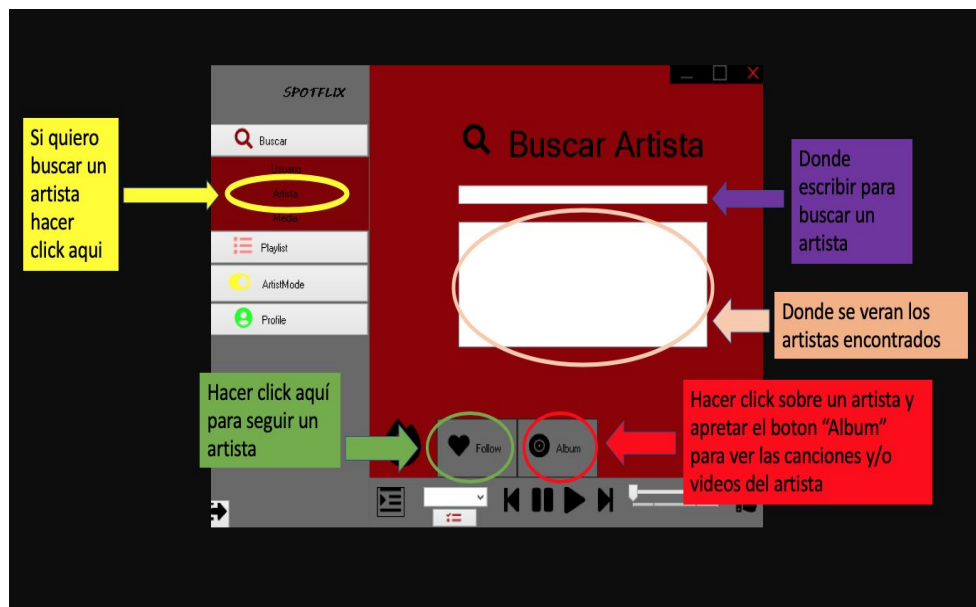 SPOTFLIX
Buscar
Usuario
Artista
Media
Playlist
ArtistMode
Profile
Buscar Artista
Si quiero
buscar un
artista
hacer
click aqui
Donde
escribir para
buscar un
artista
Donde se veran los
artistas encontrados
Hacer click aquí
para seguir un
artista
Follow
Album
Hacer click sobre un artista y
apretar el boton “Album”
para ver las canciones y/o
videos del artista